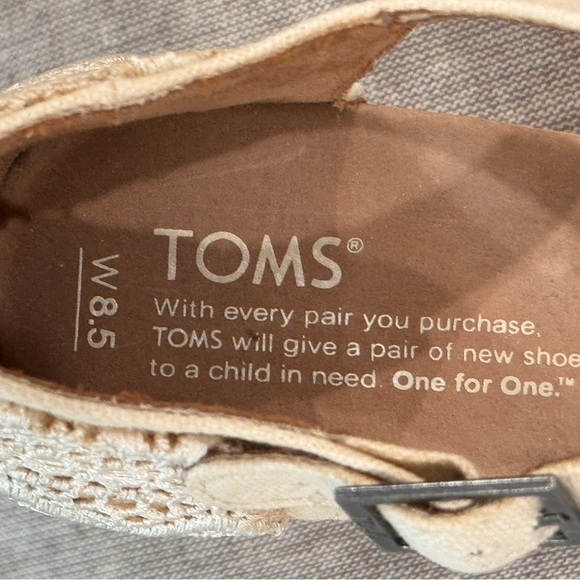 TOMS®
W 8.5
With every pair you purchase,
TOMS will give a pair of new shoe
to a child in need. One for One.™